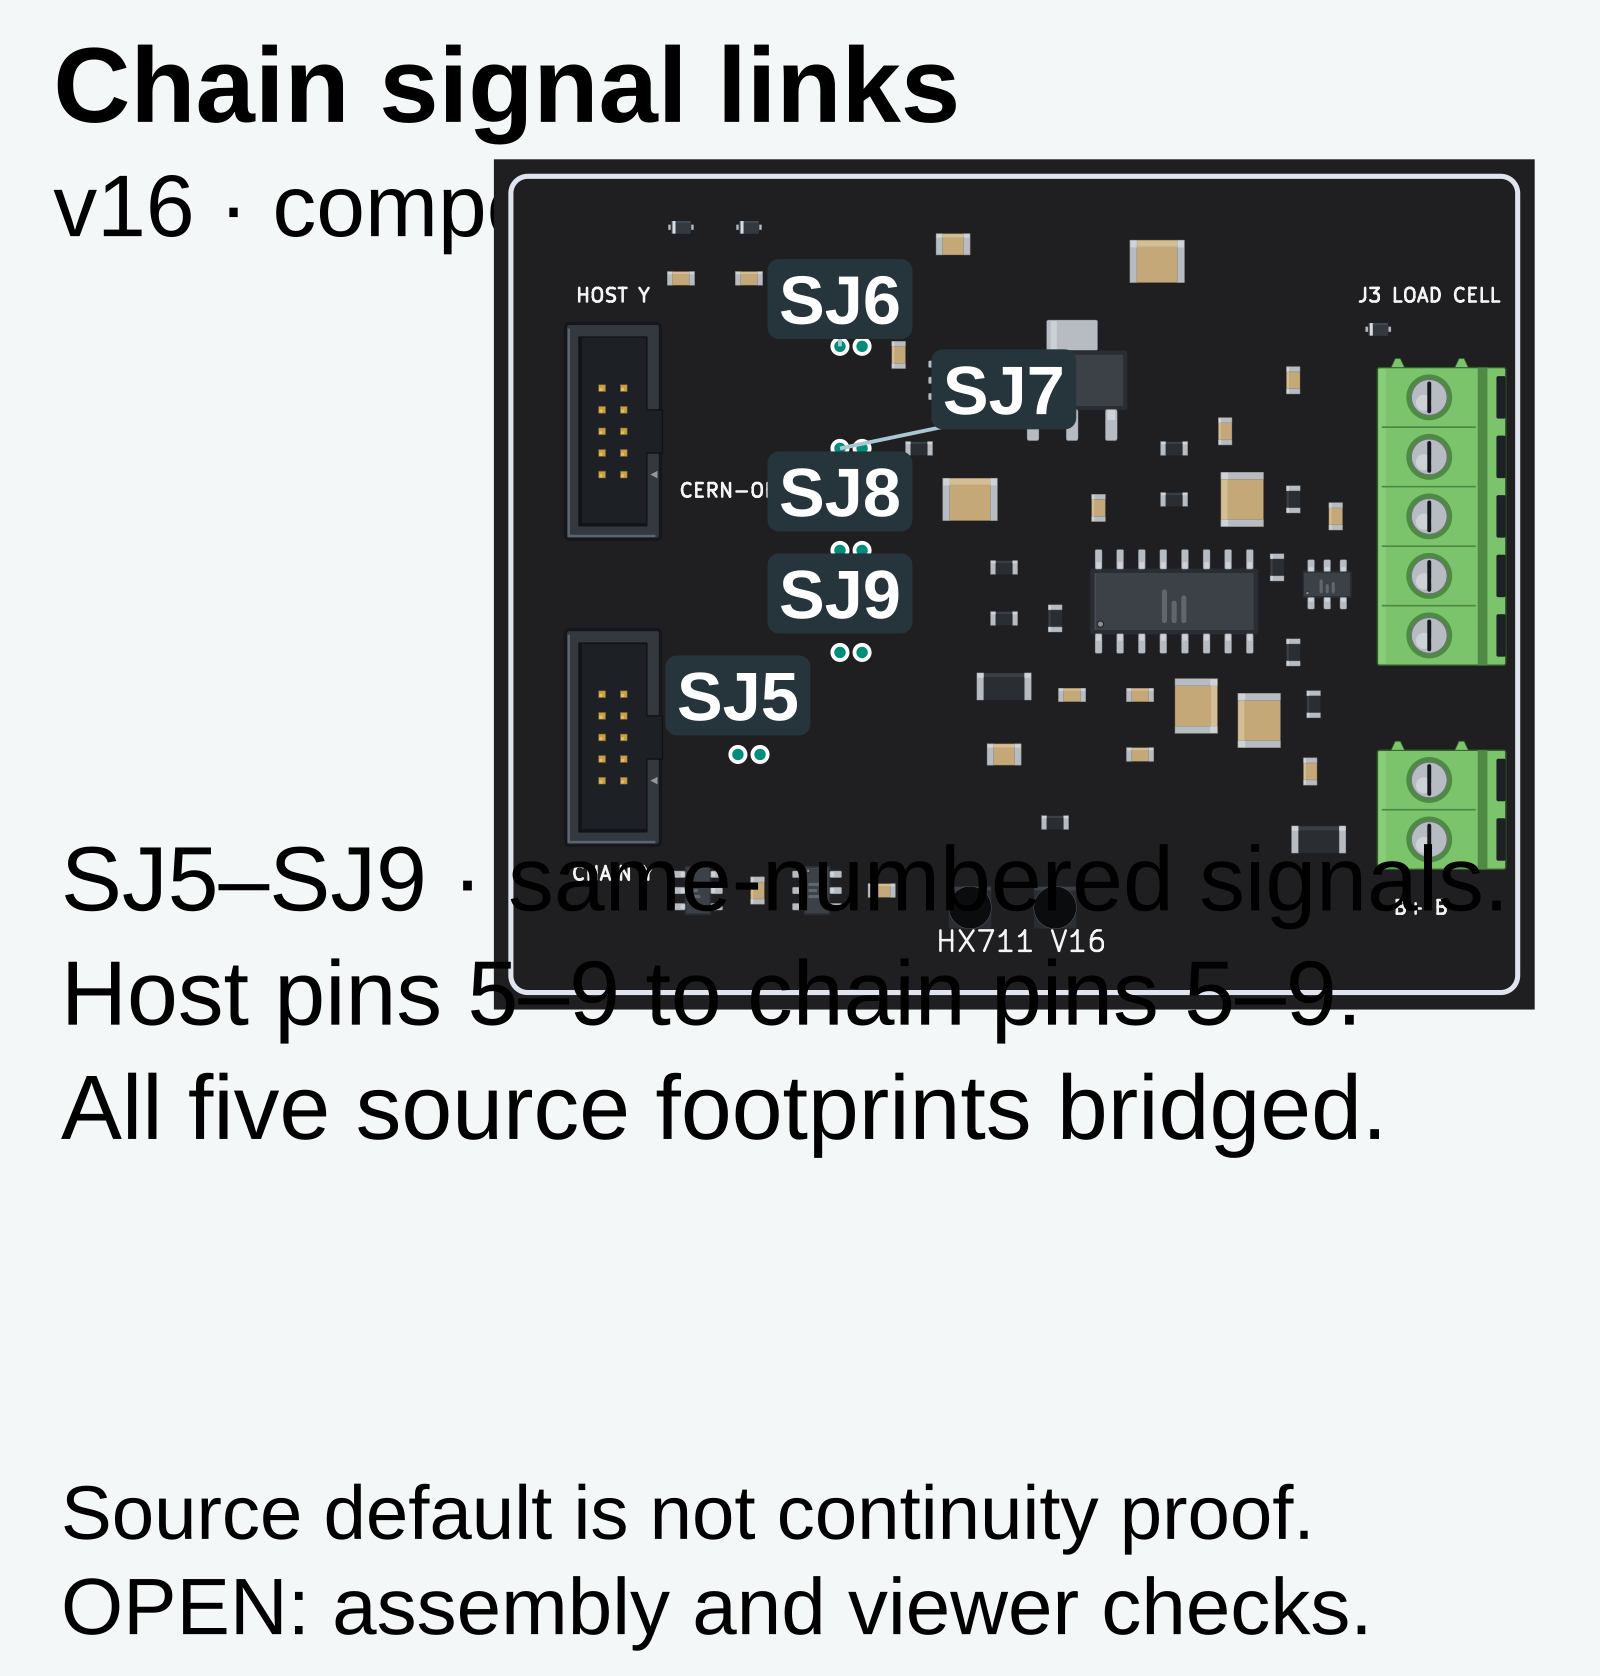 Chain signal links
v16 · comp
HOST Y
SJ6
J3 LOAD CELL
SJ7
CERN-O
SJ8
SJ9
SJ5
SJ5–SJ9 · same-numbered signals.
CHAIN Y
B+ B
HX711 V16
Host pins 5–9 to chain pins 5–9.
All five source footprints bridged.
Source default is not continuity proof.
OPEN: assembly and viewer checks.